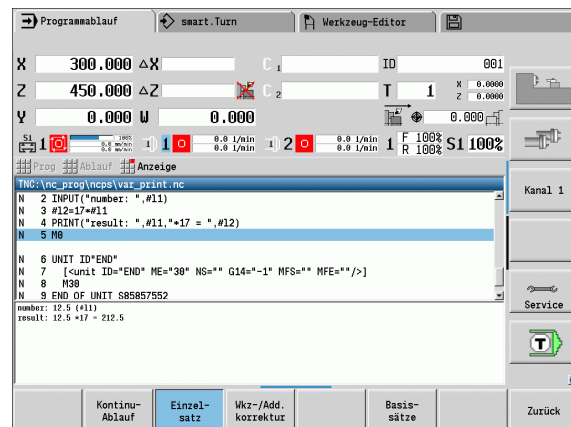 Programmablauf smart.Turn Werkzeug-Editor
X 300.000 △X C 1 ID 001
Z 450.000 △Z C 2 T 1 X 0.0000 Z 0.0000
Y 0.000 U 0.000 0.000
S1 1 100% 0.0 mm/min 1 0.0 1/min 0.0 1/min 2 0.0 1/min 0.0 1/min 1 F 100% R 100% S1 100%
Prog Ablauf Anzeige
TNC:\nc_prog\ncps\var_print.nc
N 2 INPUT("number: ",#l1)
N 3 #l2=17*#l1
N 4 PRINT("result: ",#l1,"*17 = ",#l2)
N 5 M0
N 6 UNIT ID"END"
N 7 [<unit ID="END" ME="30" NS="" G14="-1" MFS="" MFE=""/>]
N 8 M30
N 9 END OF UNIT S85857552
number: 12.5 (#l1)
result: 12.5 *17 = 212.5
Kanal 1
Service
T
Kontinu-
Ablauf
Einzel-
satz
Wkz-/Add.
korrektur
Basis-
sätze
Zurück